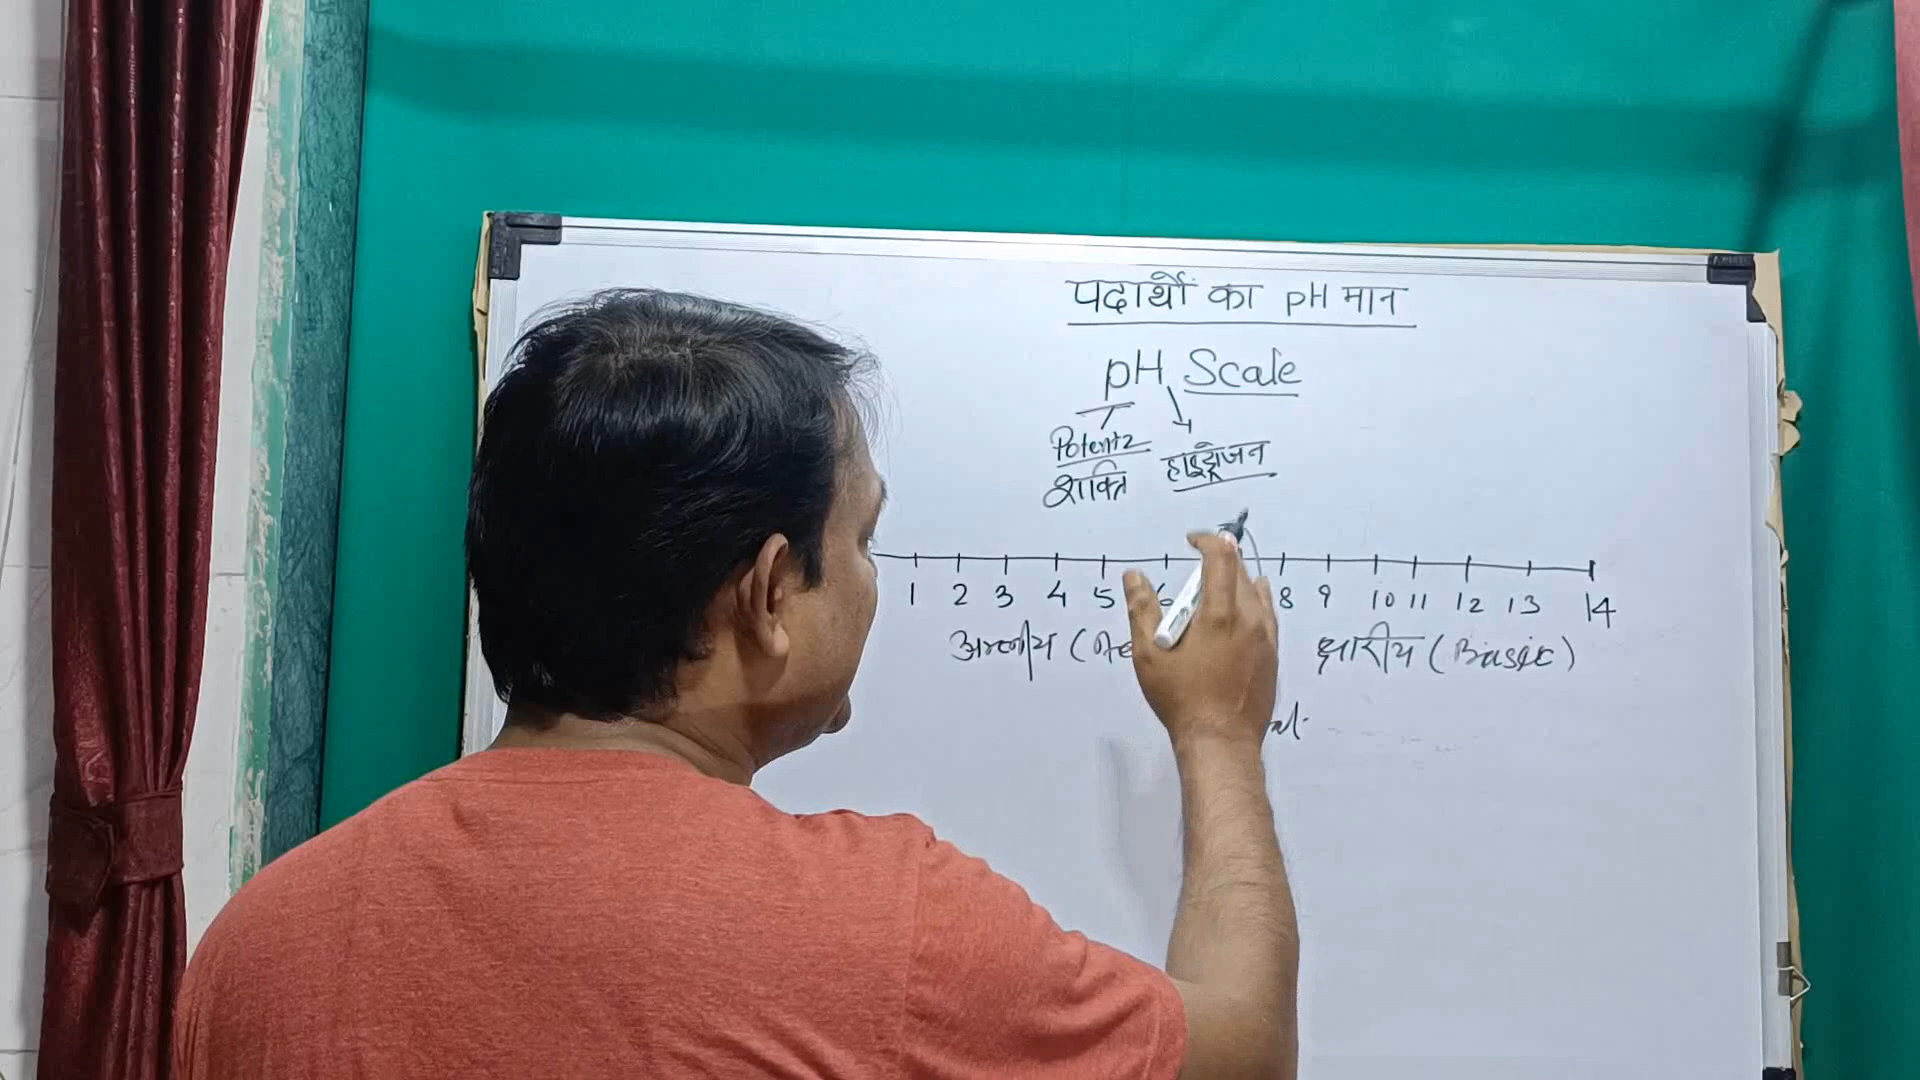 पदार्थों का pH मान
pH Scale
Potenz हाइड्रोजन
शक्ति
1 2 3 4 5 6 8 9 10 11 12 13 14
अम्लीय ( क्षारीय (Basic)